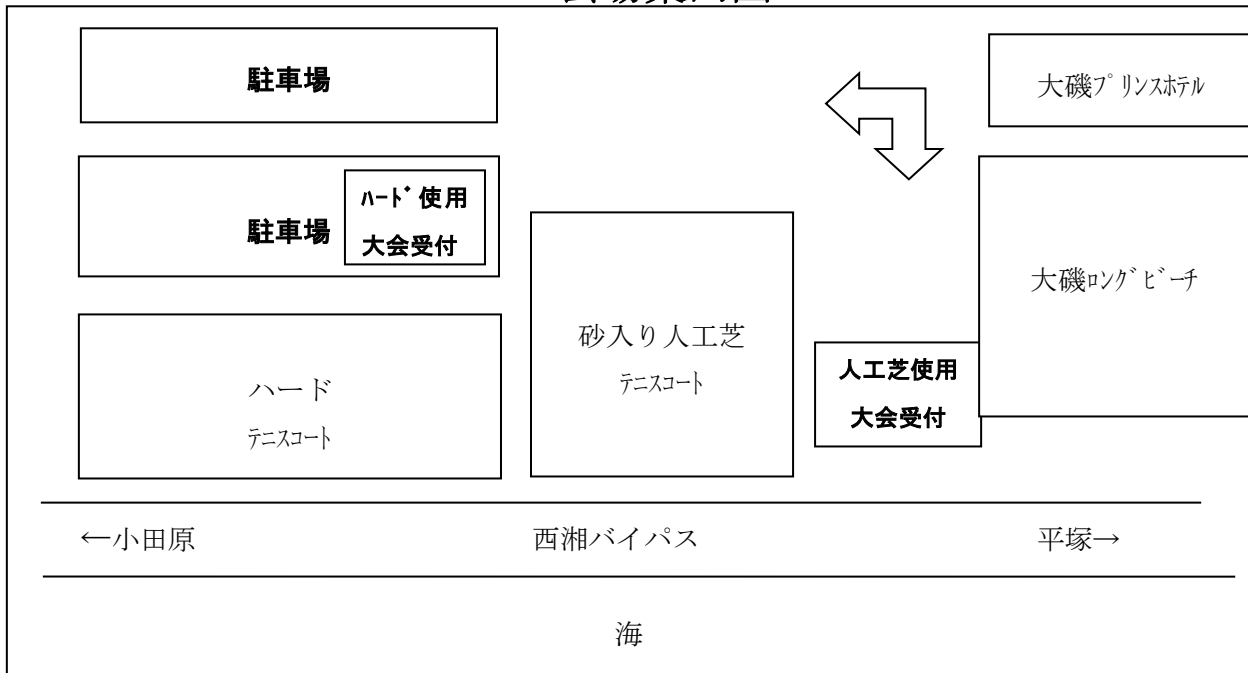 駐車場
大磯ﾌﾟﾘﾝｽﾎﾃﾙ
駐車場
ﾊｰﾄﾞ使用
大会受付
大磯ﾛﾝｸﾞﾋﾞｰﾁ
砂入り人工芝
ﾃﾆｽｺｰﾄ
人工芝使用
大会受付
ハード
ﾃﾆｽｺｰﾄ
←小田原
西湘バイパス
平塚→
海